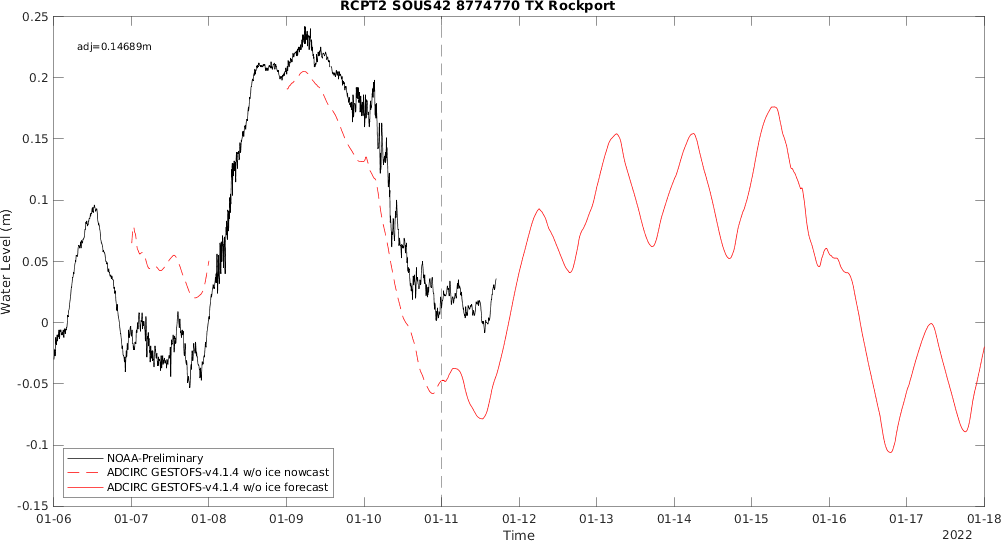 RCPT2 SOUS42 8774770 TX Rockport
adj=0.14689m
0.25
0.2
0.15
0.1
0.05
0
-0.05
-0.1
-0.15
Water Level (m)
NOAA-Preliminary
ADCIRC GESTOFS-v4.1.4 w/o ice nowcast
ADCIRC GESTOFS-v4.1.4 w/o ice forecast
01-06 01-07 01-08 01-09 01-10 01-11 01-12 01-13 01-14 01-15 01-16 01-17 01-18
Time
2022